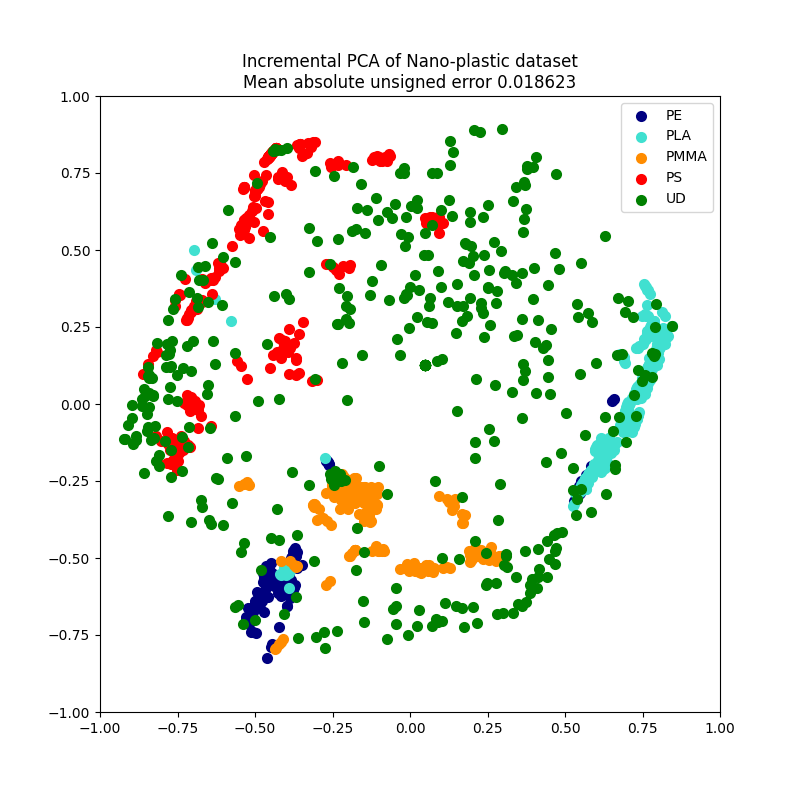 Incremental PCA of Nano-plastic dataset
Mean absolute unsigned error 0.018623
1.00
0.75
0.50
0.25
0.00
−0.25
−0.50
−0.75
−1.00
PE
PLA
PMMA
PS
UD
−1.00 −0.75 −0.50 −0.25 0.00 0.25 0.50 0.75 1.00